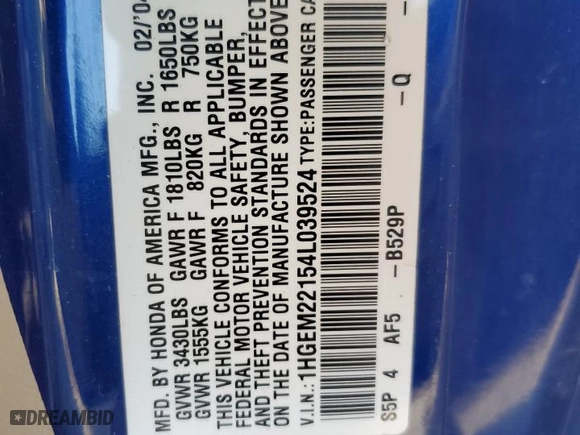 MFD. BY HONDA OF AMERICA MFG., INC. 02/'04
GVWR 3430LBS GAWR F 1810LBS R 1650LBS
GVWR 1555KG GAWR F 820KG R 750KG
THIS VEHICLE CONFORMS TO ALL APPLICABLE
FEDERAL MOTOR VEHICLE SAFETY, BUMPER,
AND THEFT PREVENTION STANDARDS IN EFFECT
ON THE DATE OF MANUFACTURE SHOWN ABOVE
V.I.N.: 1HGEM22154L039524 TYPE:PASSENGER CA
S5P 4 AF5 -B529P -Q -
DREAMBID